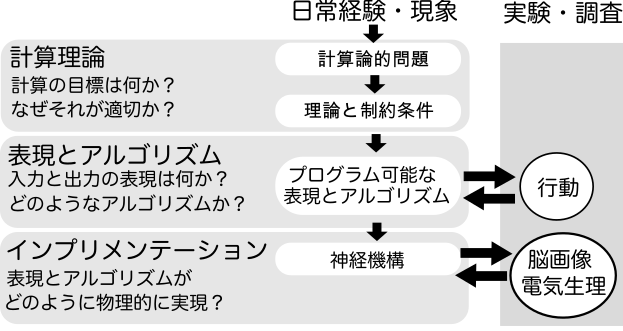 日常経験・現象
実験・調査
計算理論
計算の目標は何か？
なぜそれが適切か？
計算論的問題
理論と制約条件
表現とアルゴリズム
入力と出力の表現は何か？
どのようなアルゴリズムか？
プログラム可能な
表現とアルゴリズム
行動
インプリメンテーション
表現とアルゴリズムが
どのように物理的に実現？
神経機構
脳画像
電気生理